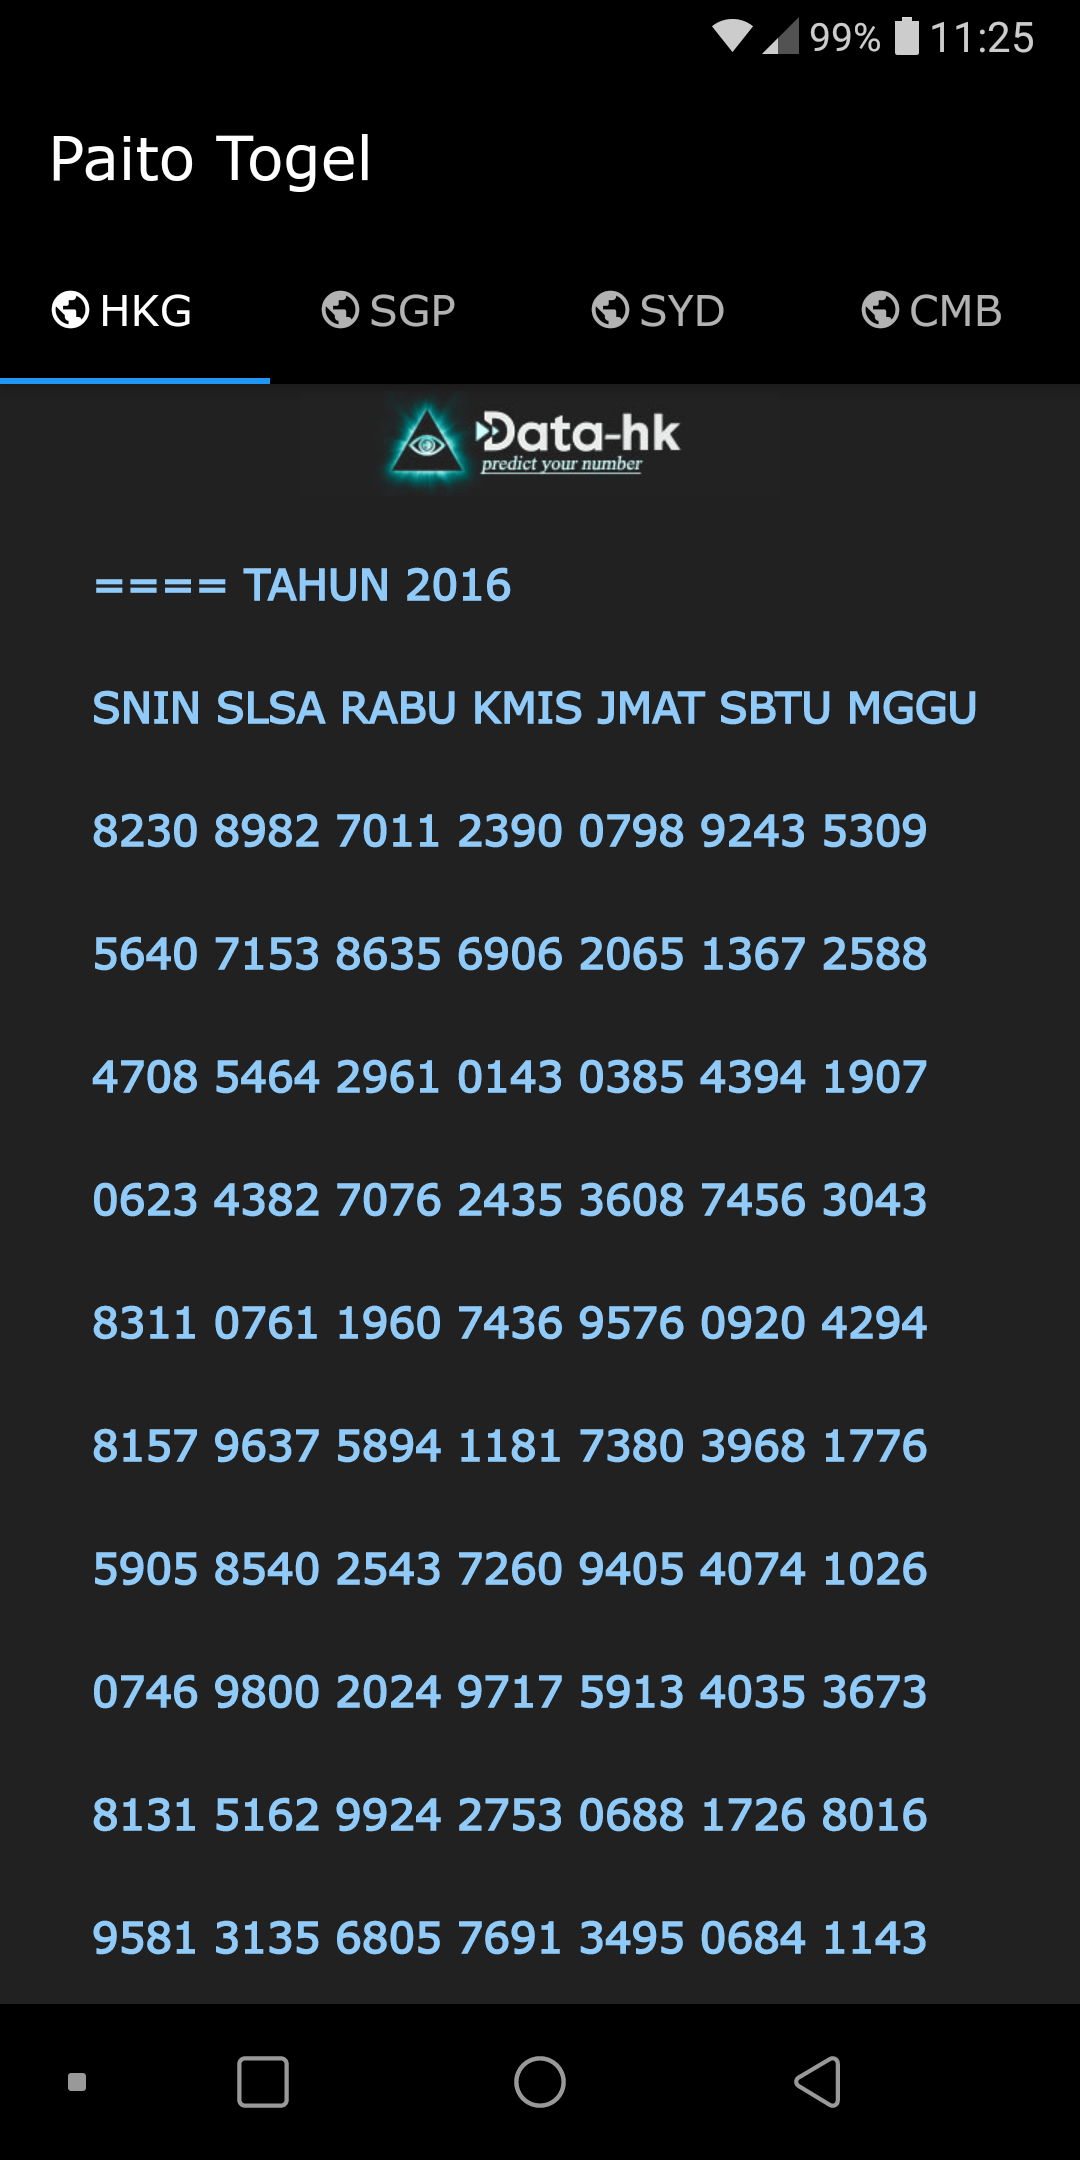 99% 11:25
Paito Togel
HKG SGP SYD CMB
Data-hk
predict your number
==== TAHUN 2016
SNIN SLSA RABU KMIS JMAT SBTU MGGU
8230 8982 7011 2390 0798 9243 5309
5640 7153 8635 6906 2065 1367 2588
4708 5464 2961 0143 0385 4394 1907
0623 4382 7076 2435 3608 7456 3043
8311 0761 1960 7436 9576 0920 4294
8157 9637 5894 1181 7380 3968 1776
5905 8540 2543 7260 9405 4074 1026
0746 9800 2024 9717 5913 4035 3673
8131 5162 9924 2753 0688 1726 8016
9581 3135 6805 7691 3495 0684 1143